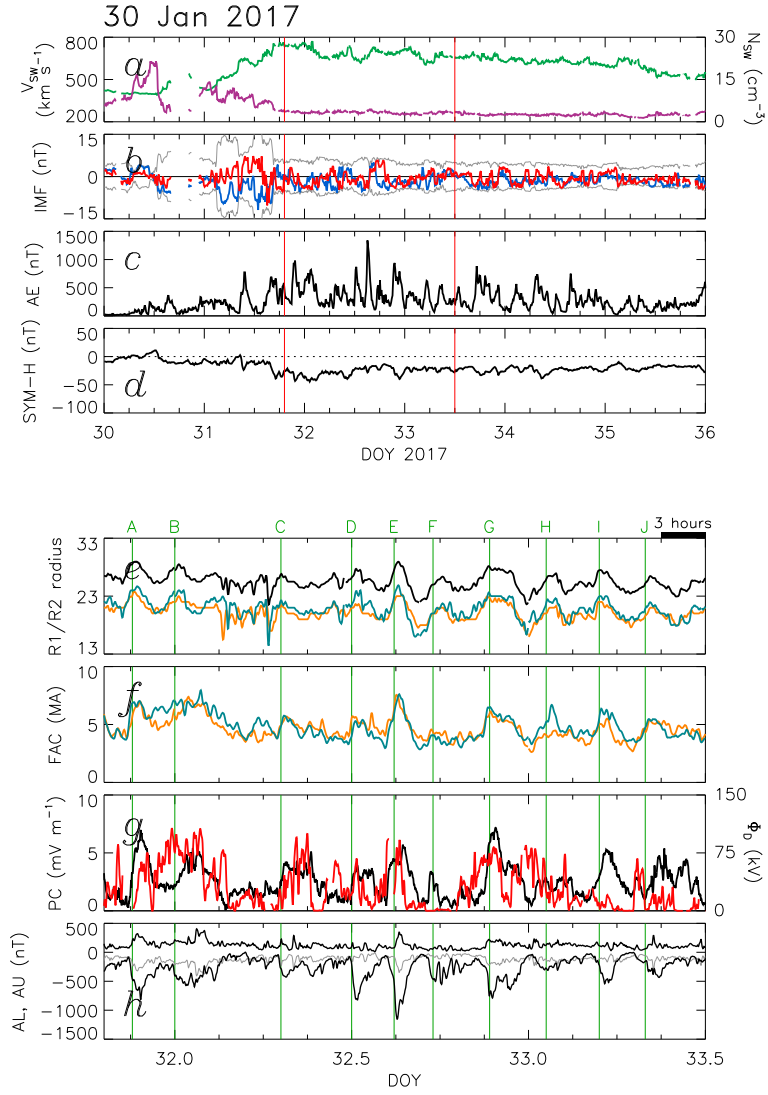 30 Jan 2017
800
500
200
V_SW (km s⁻¹)
a
30
15
0
N_SW (cm⁻³)
15
0
−15
IMF (nT)
b
1500
1000
500
0
AE (nT)
c
50
0
−50
−100
SYM−H (nT)
d
30 31 32 33 34 35 36
DOY 2017
A B C D E F G H I J
3 hours
33
23
13
R1/R2 radius
e
10
5
0
FAC (MA)
f
10
5
0
PC (mV m⁻¹)
g
150
75
0
Φ_D (kV)
500
0
−500
−1000
−1500
AL, AU (nT)
h
32.0 32.5 33.0 33.5
DOY